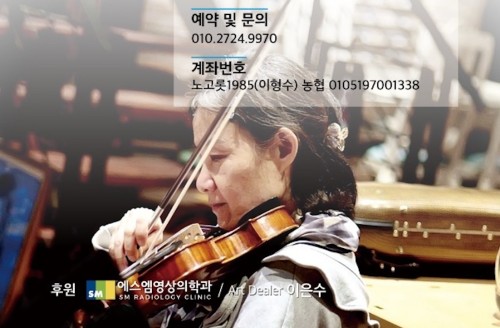 예약 및 문의
010.2724.9970
계좌번호
노고롯1985(이형수) 농협 0105197001338
후원 SM 에스엠영상의학과 / Art Dealer 이은수
SM RADIOLOGY CLINIC